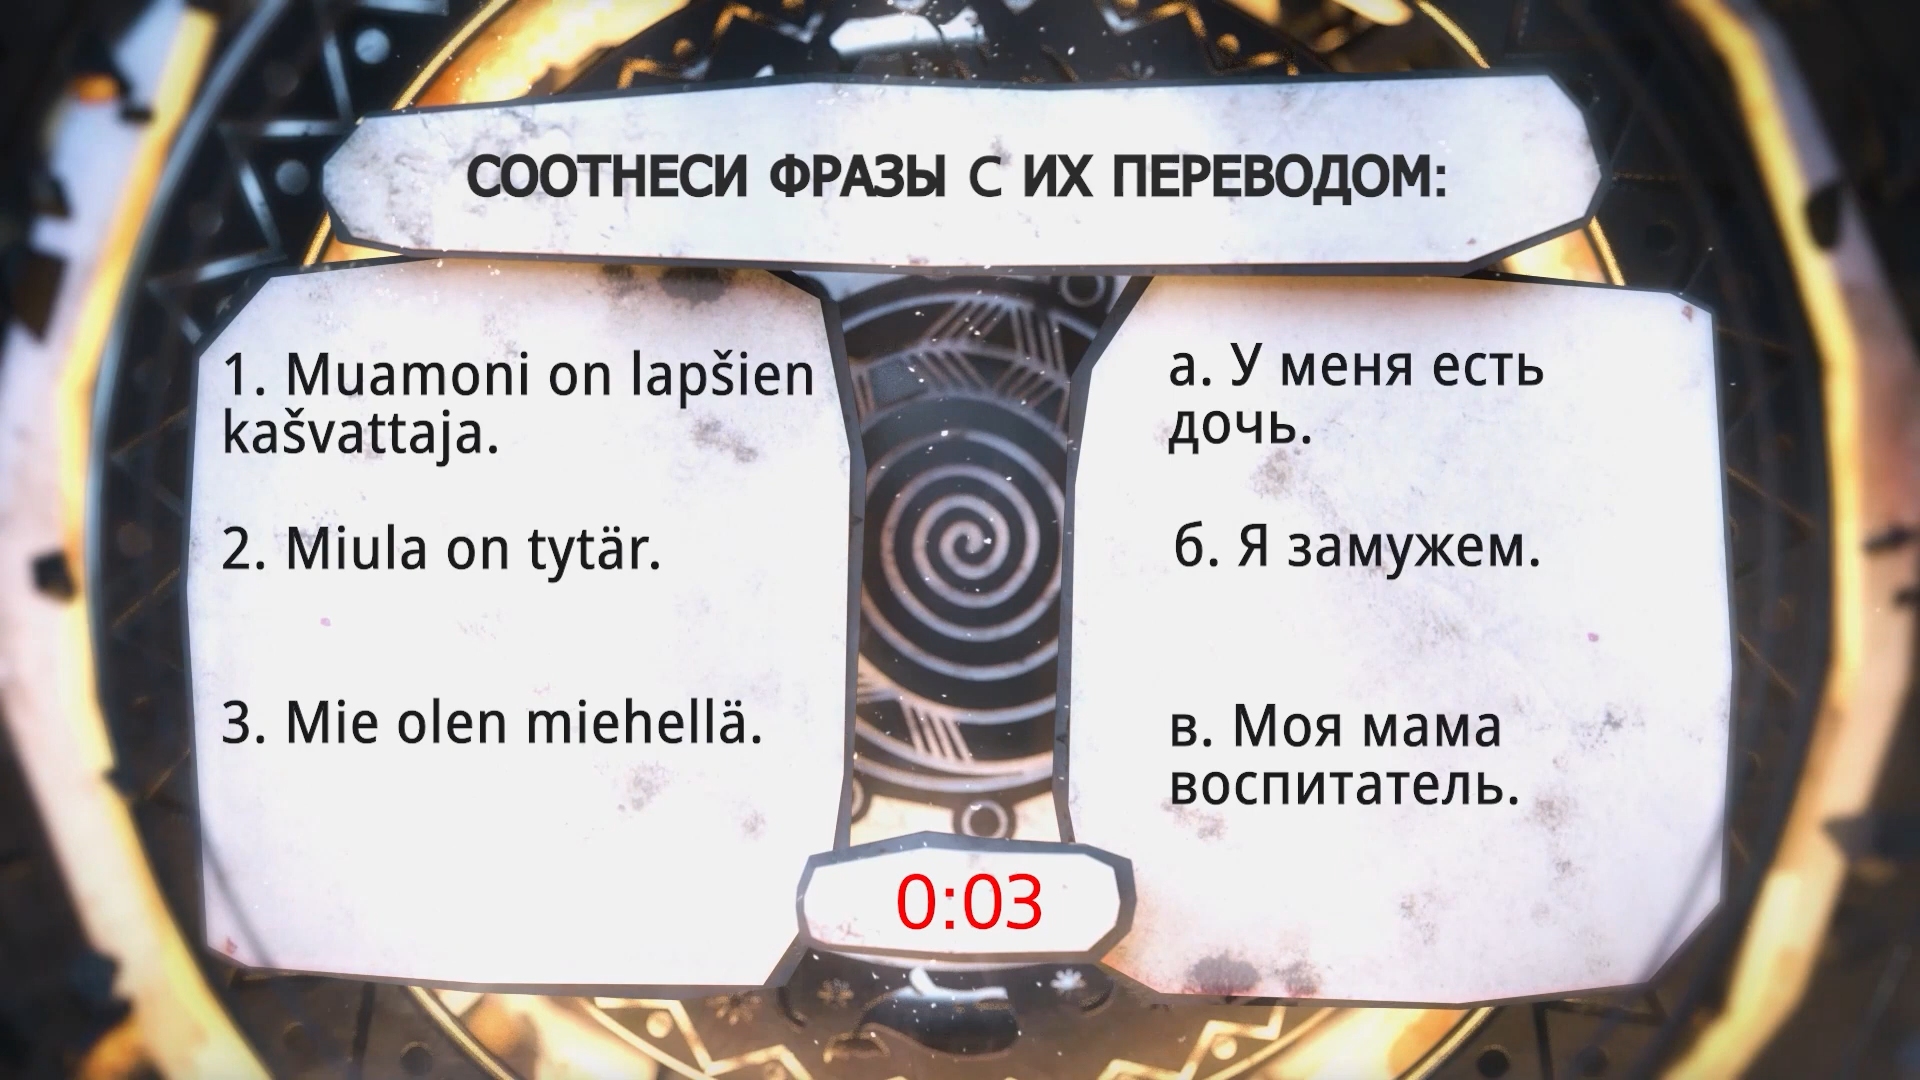 СООТНЕСИ ФРАЗЫ С ИХ ПЕРЕВОДОМ:
1. Muamoni on lapšien
kašvattaja.
2. Miula on tytär.
3. Mie olen miehellä.
а. У меня есть
дочь.
б. Я замужем.
в. Моя мама
воспитатель.
0:03